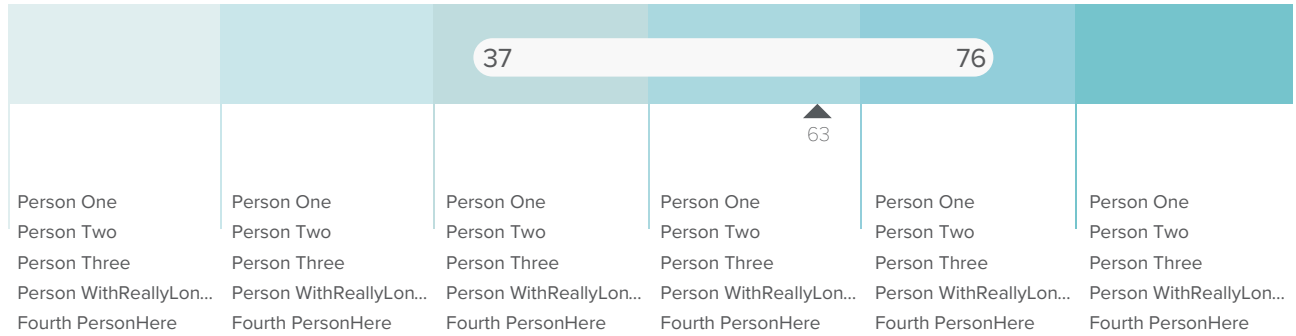 37 76
63
Person One Person One Person One Person One Person One Person One
Person Two Person Two Person Two Person Two Person Two Person Two
Person Three Person Three Person Three Person Three Person Three Person Three
Person WithReallyLon... Person WithReallyLon... Person WithReallyLon... Person WithReallyLon... Person WithReallyLon... Person WithReallyLon...
Fourth PersonHere Fourth PersonHere Fourth PersonHere Fourth PersonHere Fourth PersonHere Fourth PersonHere